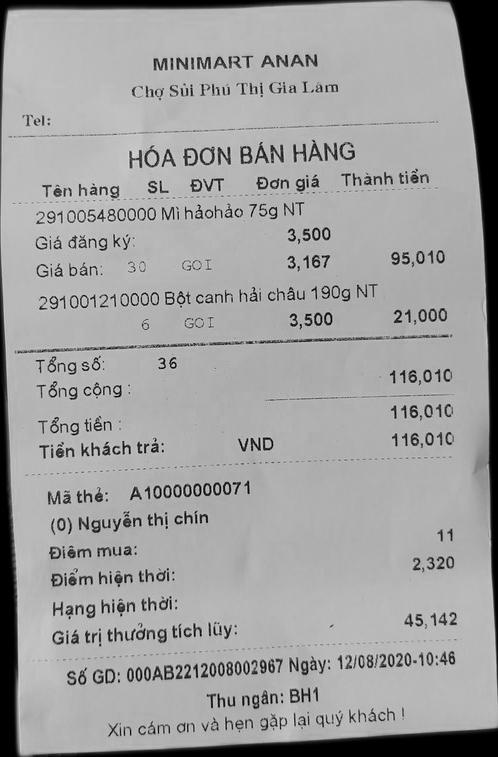 MINIMART ANAN
Chợ Sủi Phú Thị Gia Lâm
Tel:
HÓA ĐƠN BÁN HÀNG
Tên hàng SL ĐVT Đơn giá Thành tiền
291005480000 Mì hảohảo 75g NT
Giá đăng ký: 3,500
Giá bán: 30 GOI 3,167 95,010
291001210000 Bột canh hải châu 190g NT
6 GOI 3,500 21,000
Tổng số: 36
Tổng cộng : 116,010
Tổng tiền : 116,010
Tiền khách trả: VND 116,010
Mã thẻ: A10000000071
(0) Nguyễn thị chín
Điểm mua: 11
Điểm hiện thời: 2,320
Hạng hiện thời:
Giá trị thưởng tích lũy: 45,142
Số GD: 000AB2212008002967 Ngày: 12/08/2020-10:46
Thu ngân: BH1
Xin cám ơn và hẹn gặp lại quý khách !